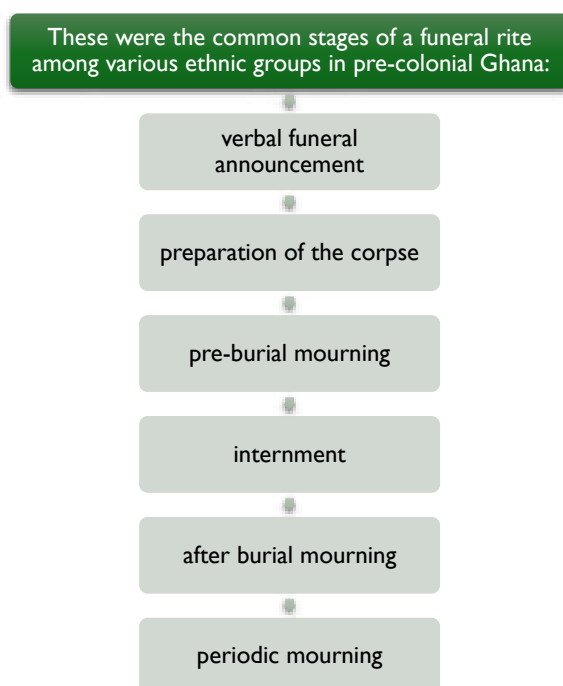 These were the common stages of a funeral rite
among various ethnic groups in pre-colonial Ghana:
verbal funeral
announcement
preparation of the corpse
pre-burial mourning
internment
after burial mourning
periodic mourning